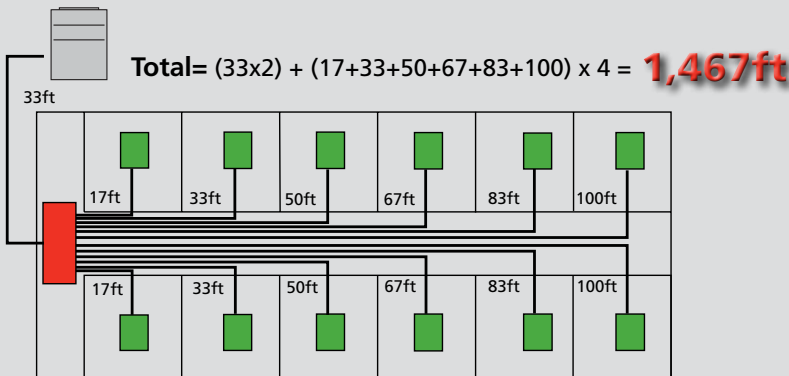 Total= (33x2) + (17+33+50+67+83+100) x 4 = 1,467ft
33ft
17ft 33ft 50ft 67ft 83ft 100ft
17ft 33ft 50ft 67ft 83ft 100ft